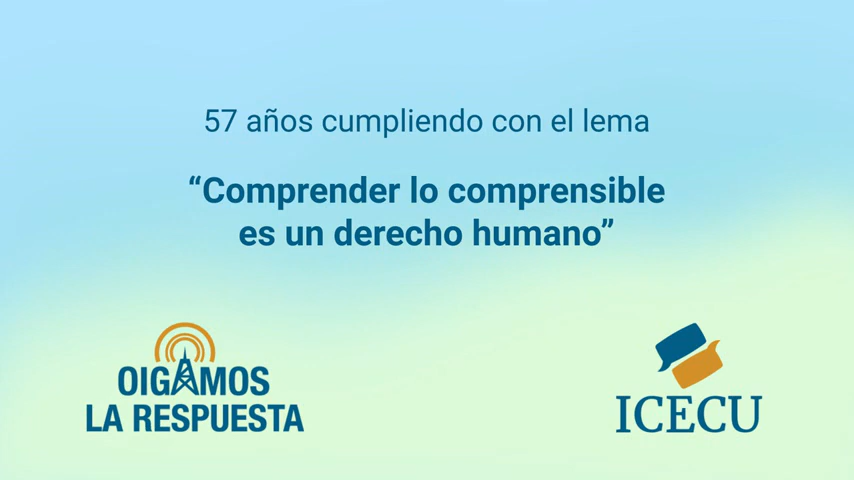 57 años cumpliendo con el lema
“Comprender lo comprensible
es un derecho humano”
OIGAMOS
LA RESPUESTA
ICECU